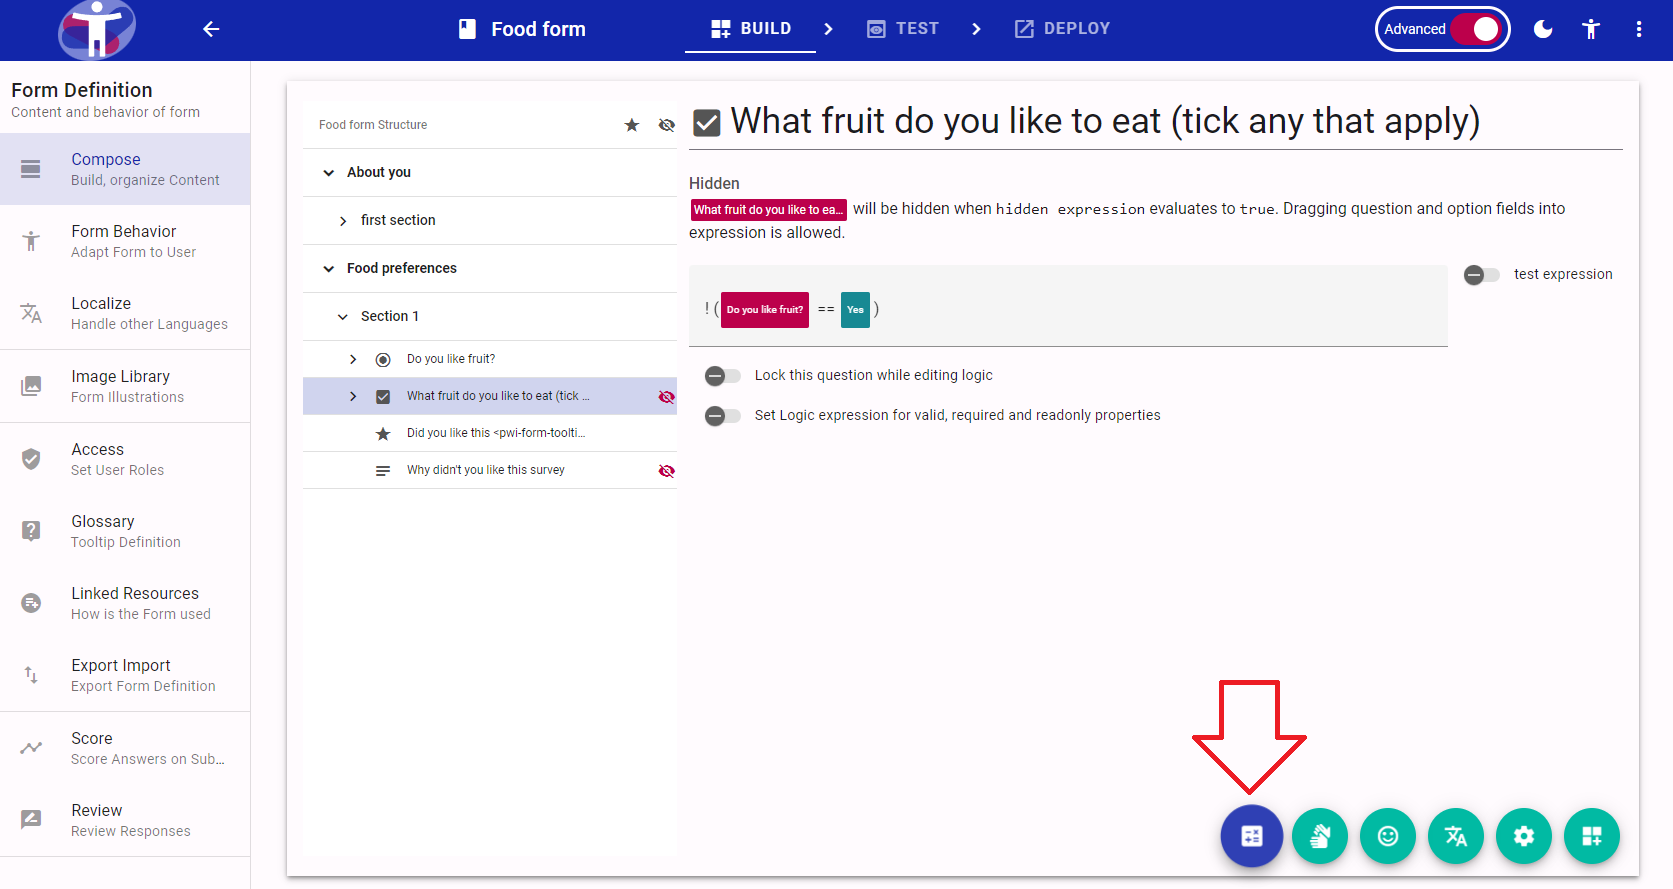 Food form
BUILD
TEST
DEPLOY
Advanced
Form Definition
Content and behavior of form
Compose
Build, organize Content
Form Behavior
Adapt Form to User
Localize
Handle other Languages
Image Library
Form Illustrations
Access
Set User Roles
Glossary
Tooltip Definition
Linked Resources
How is the Form used
Export Import
Export Form Definition
Score
Score Answers on Sub...
Review
Review Responses
Food form Structure
About you
first section
Food preferences
Section 1
Do you like fruit?
What fruit do you like to eat (tick ...
Did you like this <pwi-form-toolti...
Why didn't you like this survey
What fruit do you like to eat (tick any that apply)
Hidden
What fruit do you like to ea... will be hidden when hidden expression evaluates to true. Dragging question and option fields into
expression is allowed.
!( Do you like fruit? == Yes )
test expression
Lock this question while editing logic
Set Logic expression for valid, required and readonly properties